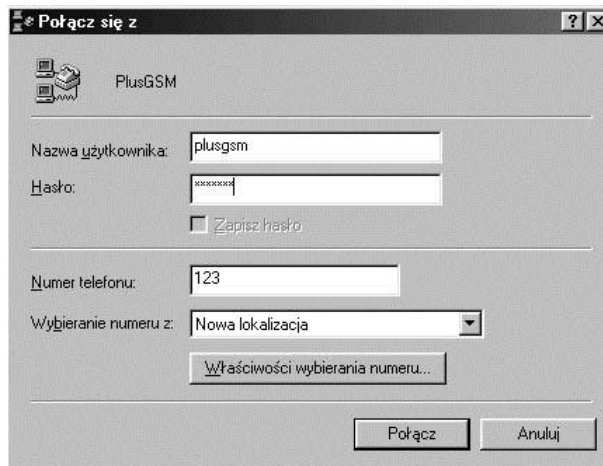 Połącz się z
PlusGSM
Nazwa użytkownika: plusgsm
Hasło: *******
Zapisz hasło
Numer telefonu: 123
Wybieranie numeru z: Nowa lokalizacja
Właściwości wybierania numeru...
Połącz Anuluj